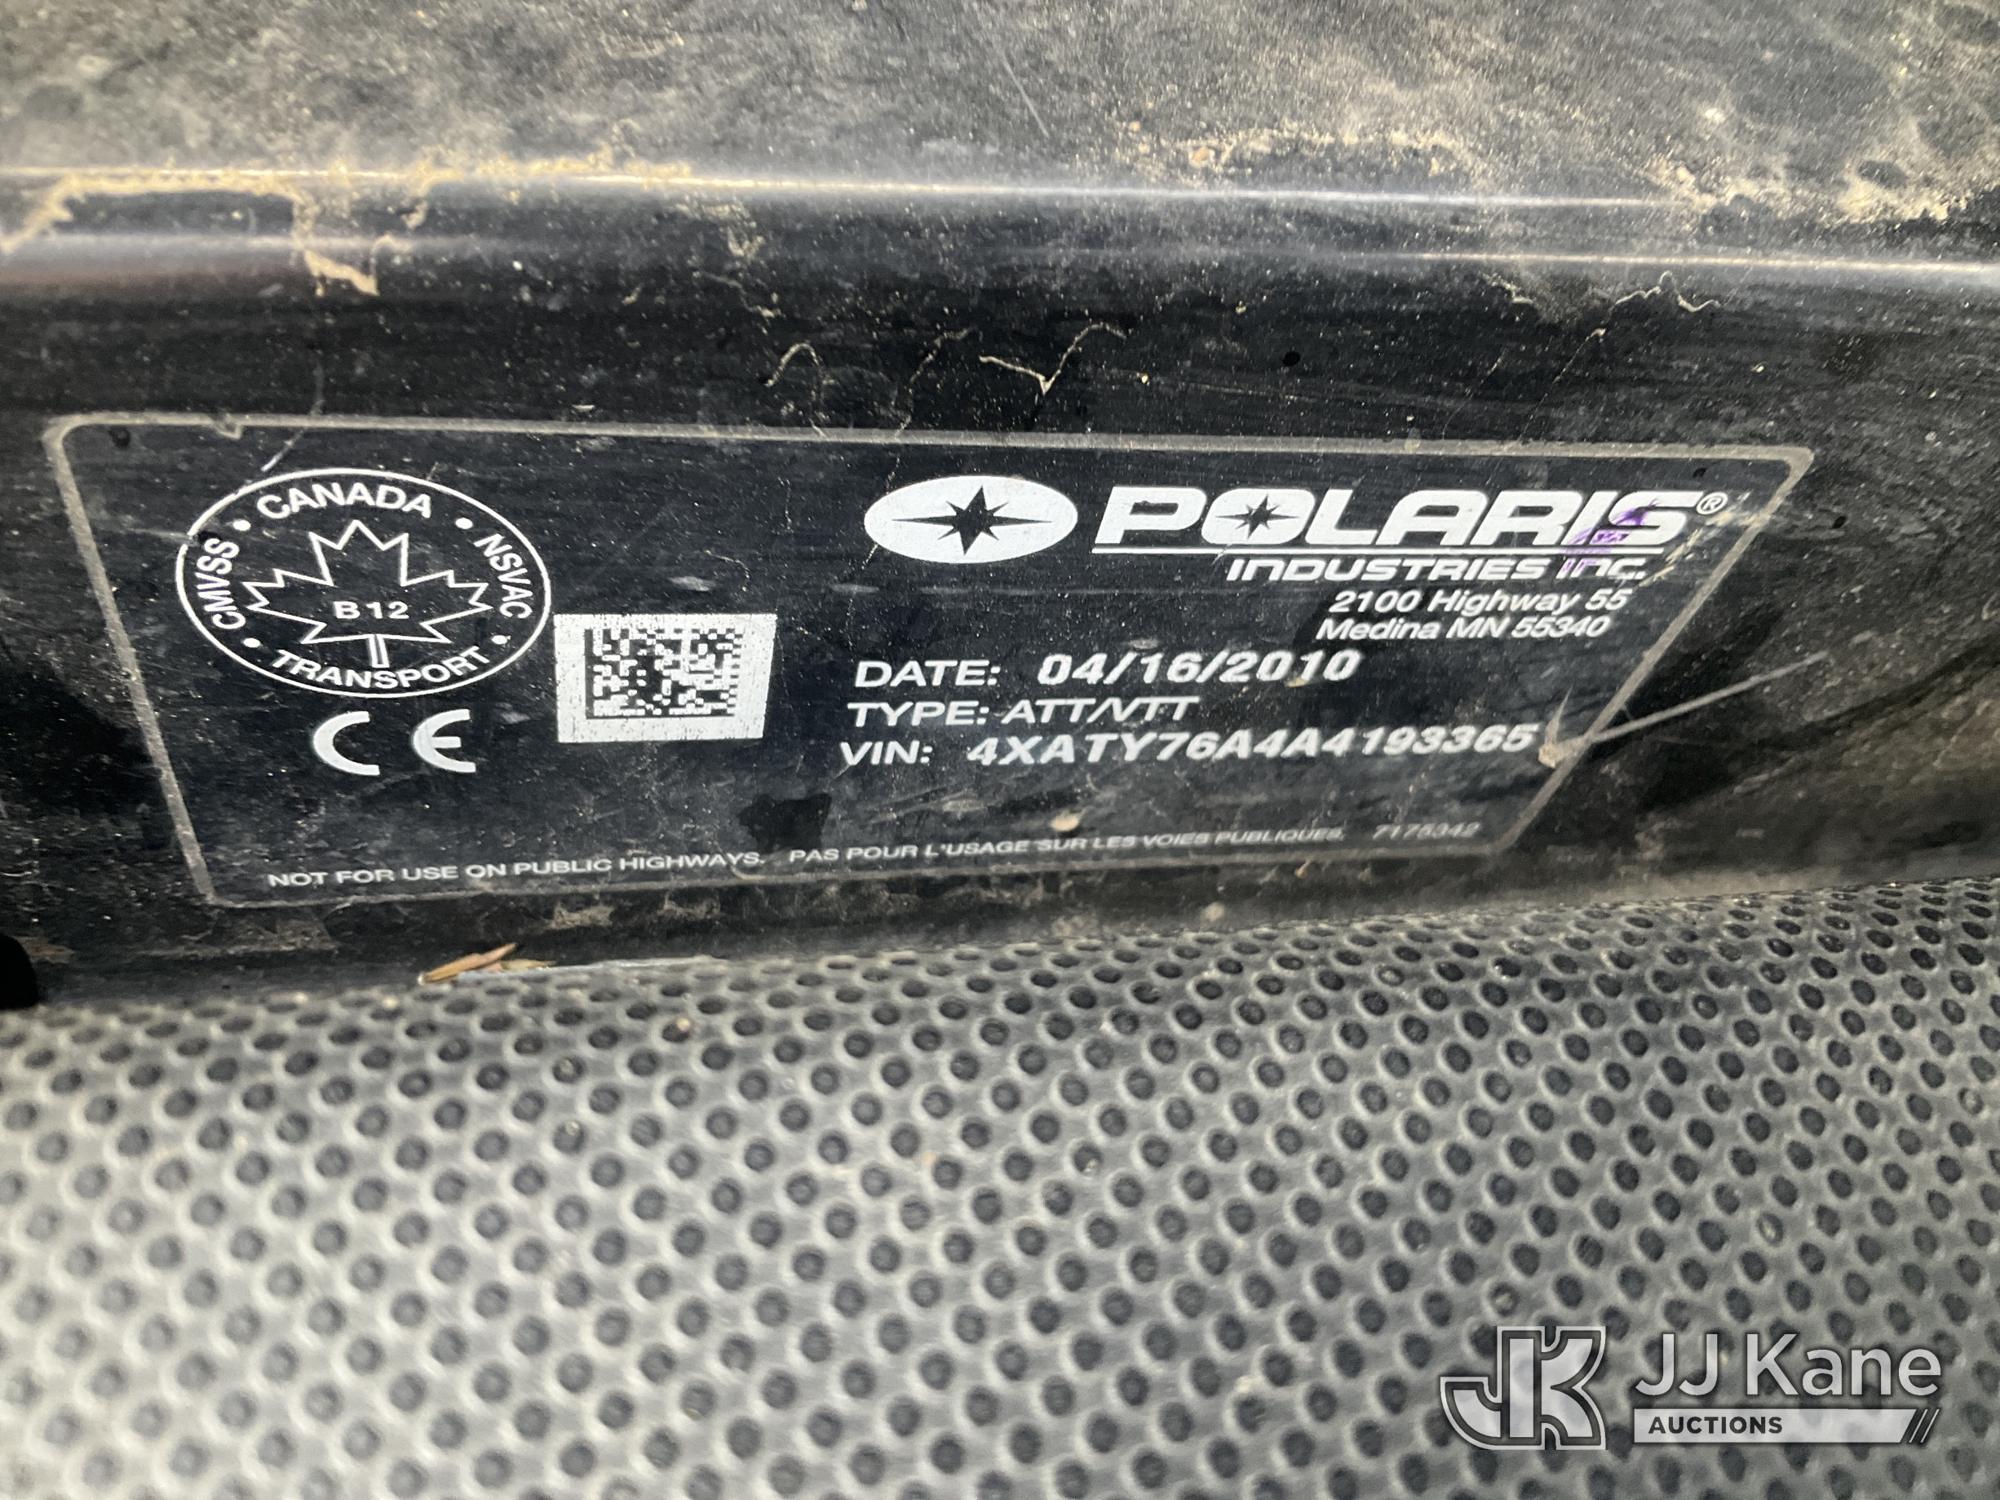 CANADA
CMVSS • NSVAC
B12
TRANSPORT
CE
POLARIS®
INDUSTRIES INC.
2100 Highway 55
Medina MN 55340
DATE: 04/16/2010
TYPE: ATT/VTT
VIN: 4XATY76A4A4193365
NOT FOR USE ON PUBLIC HIGHWAYS. PAS POUR L'USAGE SUR LES VOIES PUBLIQUES. 7175342
JK JJ Kane
AUCTIONS